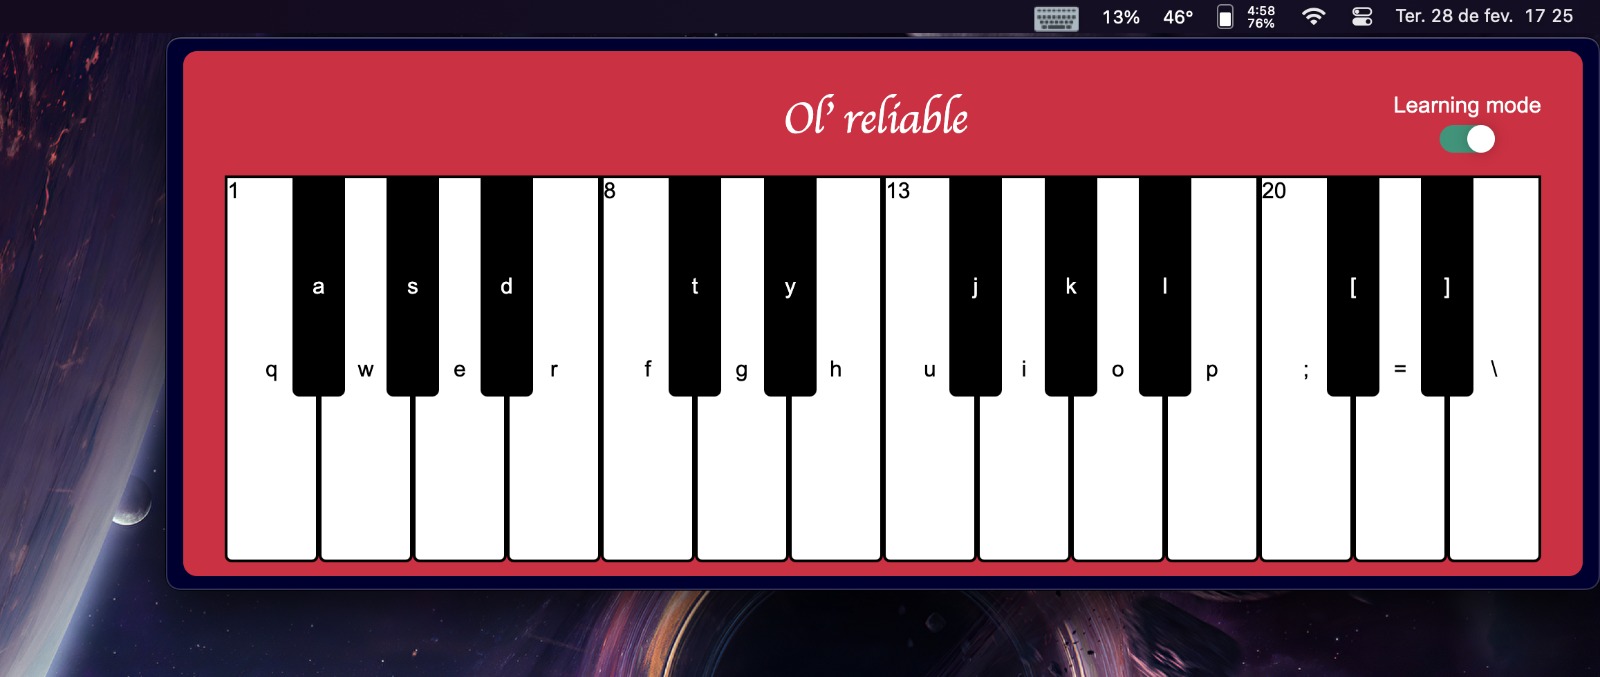 13% 46° 4:58 76% Ter. 28 de fev. 17 25
Ol' reliable
Learning mode
1 8 13 20
a s d t y j k l [ ]
q w e r f g h u i o p ; = \